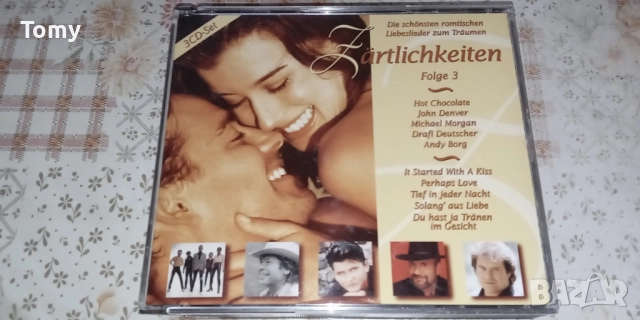 Tomy
3CD-Set
Die schönsten romtischen
Liebeslieder zum Träumen
Zärtlichkeiten
Folge 3
Hot Chocolate
John Denver
Michael Morgan
Drafi Deutscher
Andy Borg
It Started With A Kiss
Perhaps Love
Tief in jeder Nacht
Solang' aus Liebe
Du hast ja Tränen
im Gesicht
BAZAR